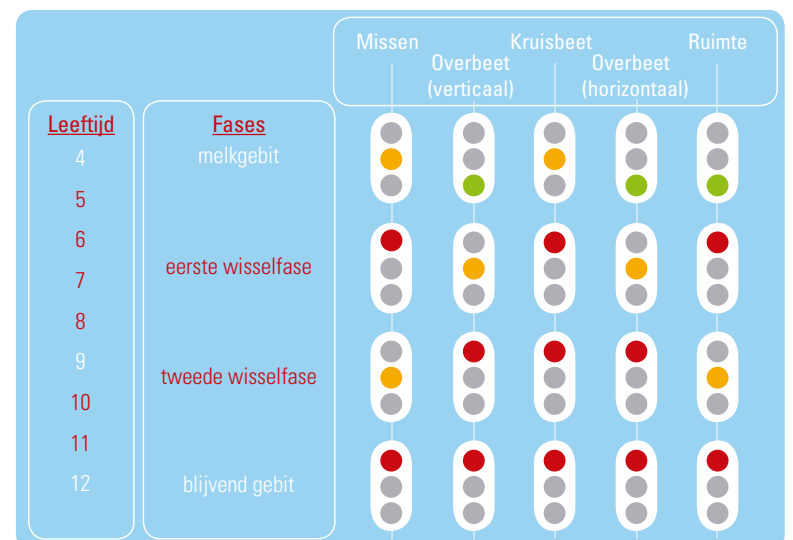 Missen Kruisbeet Ruimte
Overbeet Overbeet
(verticaal) (horizontaal)
Leeftijd Fases
4 melkgebit
5
6
eerste wisselfase
7
8
9
tweede wisselfase
10
11
12 blijvend gebit